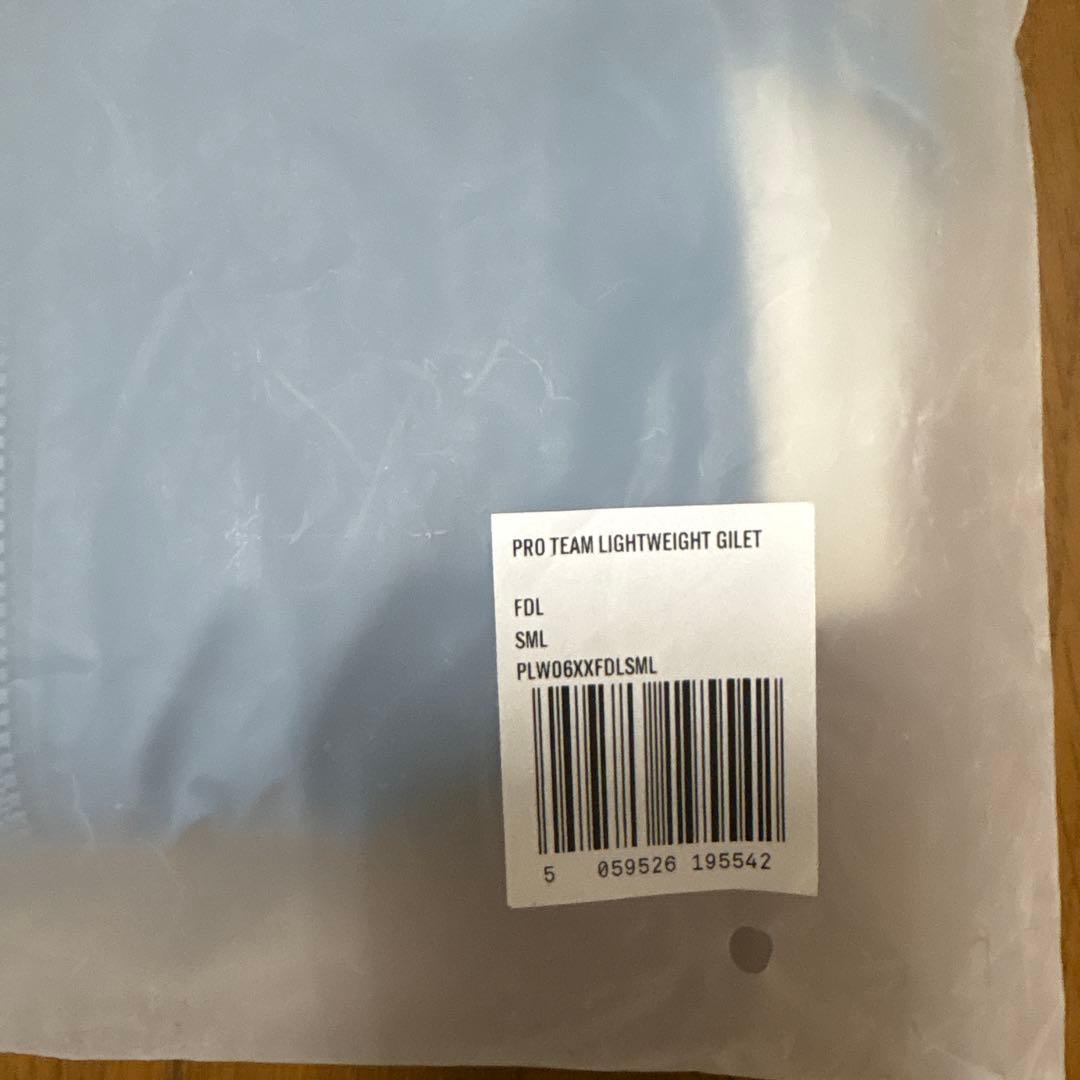 PRO TEAM LIGHTWEIGHT GILET
FDL
SML
PLW06XXFDLSML
5 059526 195542